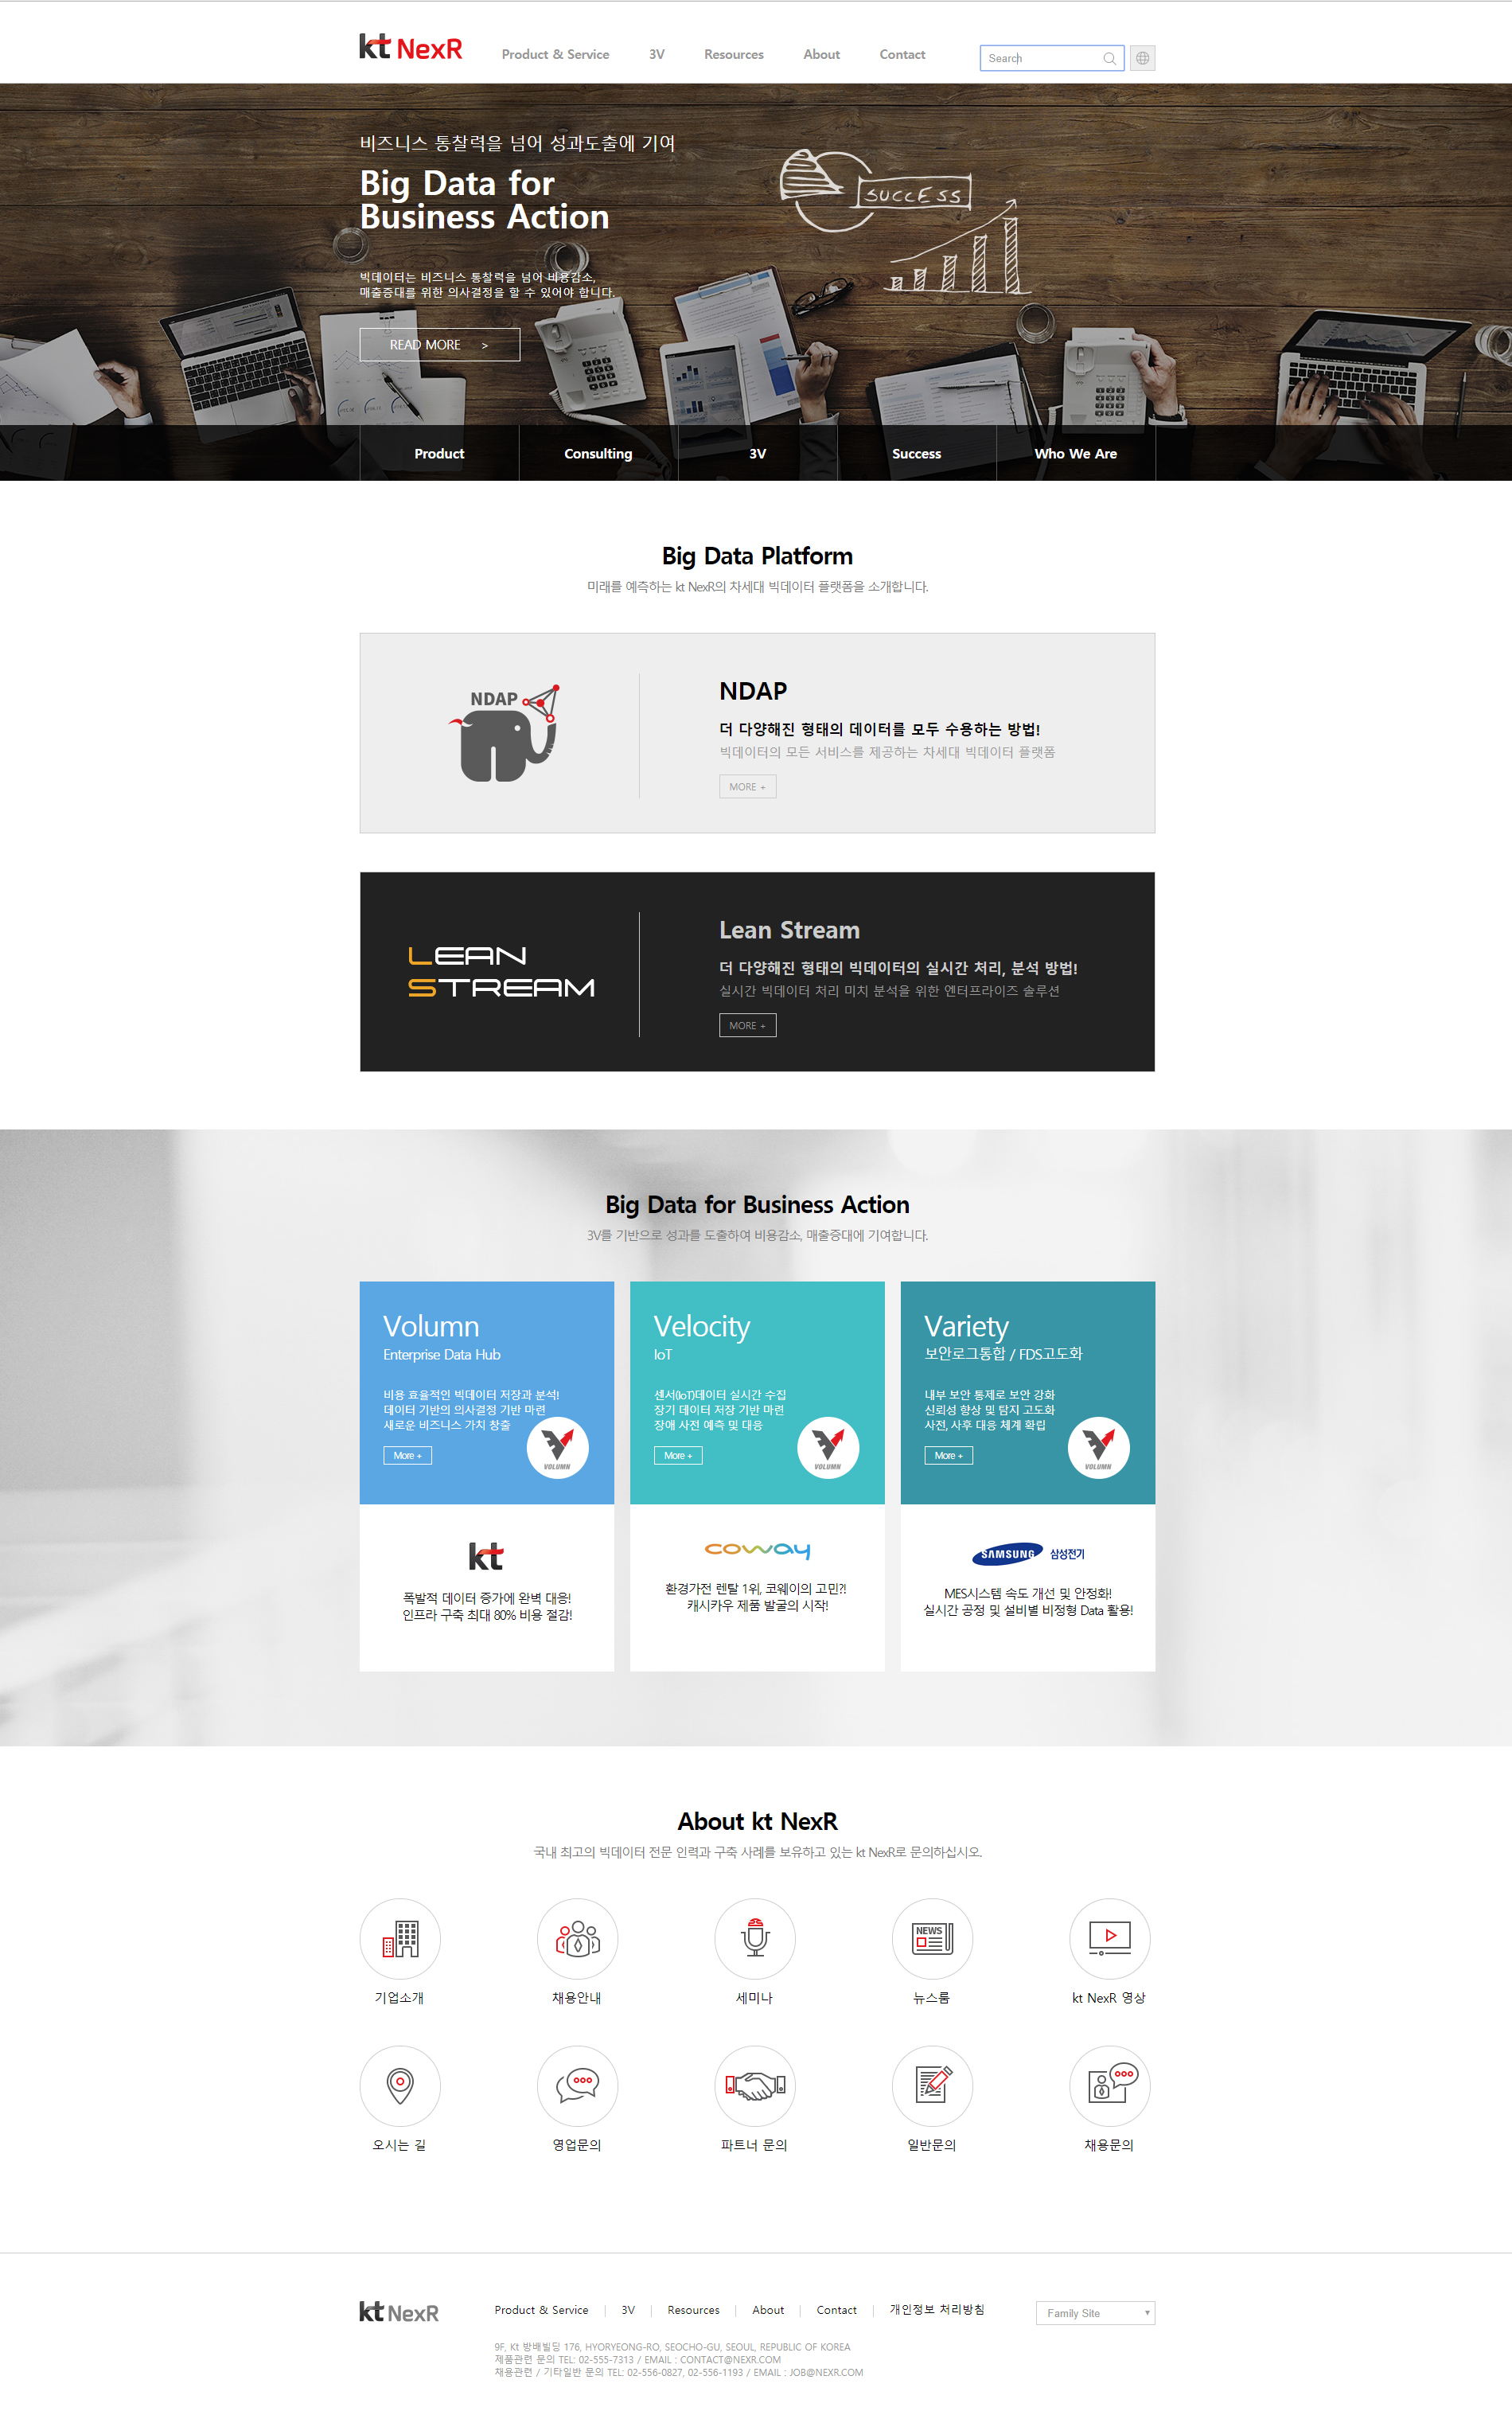 kt NexR
Product & Service
3V
Resources
About
Contact
Search
비즈니스 통찰력을 넘어 성과도출에 기여
Big Data for
Business Action
SUCCESS
빅데이터는 비즈니스 통찰력을 넘어 비용감소,
매출증대를 위한 의사결정을 할 수 있어야 합니다.
READ MORE >
Product
Consulting
3V
Success
Who We Are
Big Data Platform
미래를 예측하는 kt NexR의 차세대 빅데이터 플랫폼을 소개합니다.
NDAP
NDAP
더 다양해진 형태의 데이터를 모두 수용하는 방법!
빅데이터의 모든 서비스를 제공하는 차세대 빅데이터 플랫폼
MORE +
LEAN
STREAM
Lean Stream
더 다양해진 형태의 빅데이터의 실시간 처리, 분석 방법!
실시간 빅데이터 처리 미치 분석을 위한 엔터프라이즈 솔루션
MORE +
Big Data for Business Action
3V를 기반으로 성과를 도출하여 비용감소, 매출증대에 기여합니다.
Volumn
Enterprise Data Hub
비용 효율적인 빅데이터 저장과 분석!
데이터 기반의 의사결정 기반 마련
새로운 비즈니스 가치 창출
More +
VOLUMN
kt
폭발적 데이터 증가에 완벽 대응!
인프라 구축 최대 80% 비용 절감!
Velocity
IoT
센서(IoT)데이터 실시간 수집
장기 데이터 저장 기반 마련
장애 사전 예측 및 대응
More +
VOLUMN
coway
환경가전 렌탈 1위, 코웨이의 고민?!
캐시카우 제품 발굴의 시작!
Variety
보안로그통합 / FDS고도화
내부 보안 통제로 보안 강화
신뢰성 향상 및 탐지 고도화
사전, 사후 대응 체계 확립
More +
VOLUMN
SAMSUNG 삼성전기
MES시스템 속도 개선 및 안정화!
실시간 공정 및 설비별 비정형 Data 활용!
About kt NexR
국내 최고의 빅데이터 전문 인력과 구축 사례를 보유하고 있는 kt NexR로 문의하십시오.
기업소개
채용안내
세미나
NEWS
뉴스룸
kt NexR 영상
오시는 길
영업문의
파트너 문의
일반문의
채용문의
kt NexR
Product & Service
3V
Resources
About
Contact
개인정보 처리방침
Family Site
9F, Kt 방배빌딩 176, HYORYEONG-RO, SEOCHO-GU, SEOUL, REPUBLIC OF KOREA
제품관련 문의 TEL: 02-555-7313 / EMAIL : CONTACT@NEXR.COM
채용관련 / 기타일반 문의 TEL: 02-556-0827, 02-556-1193 / EMAIL : JOB@NEXR.COM